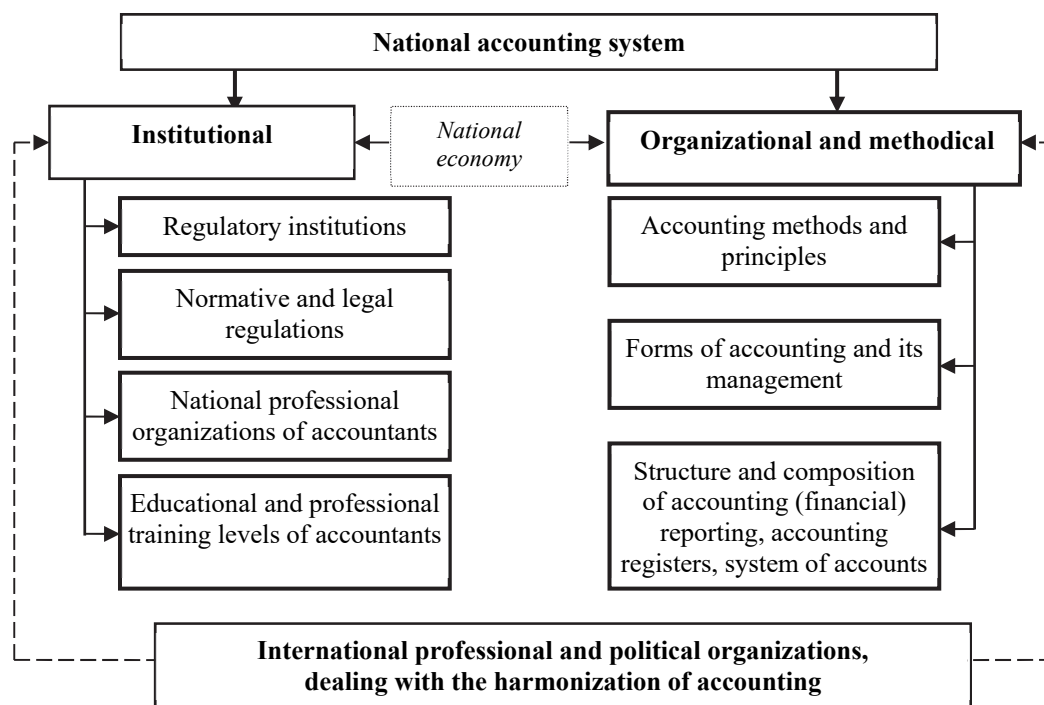 National accounting system
Institutional
National
economy
Organizational and methodical
Regulatory institutions
Normative and legal
regulations
National professional
organizations of accountants
Educational and professional
training levels of accountants
Accounting methods and
principles
Forms of accounting and its
management
Structure and composition
of accounting (financial)
reporting, accounting
registers, system of accounts
International professional and political organizations,
dealing with the harmonization of accounting